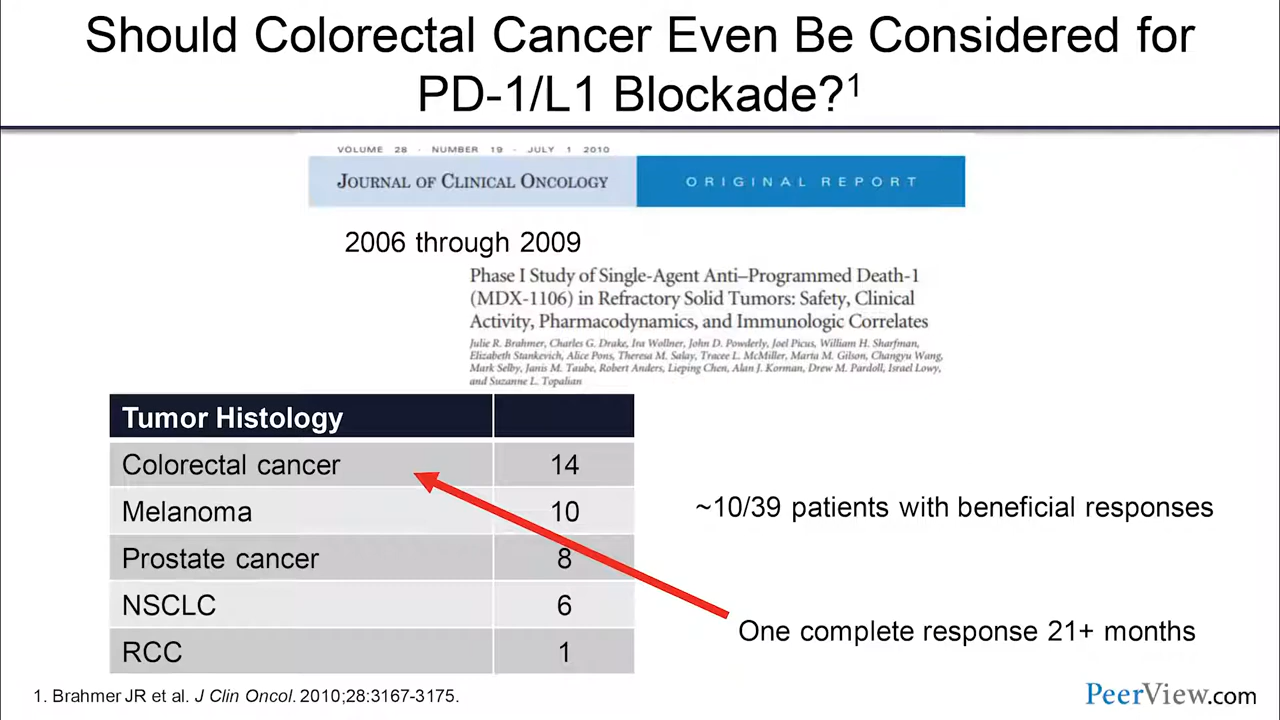 Should Colorectal Cancer Even Be Considered for
PD-1/L1 Blockade?1
VOLUME 28 · NUMBER 19 · JULY 1 2010
JOURNAL OF CLINICAL ONCOLOGY
ORIGINAL REPORT
2006 through 2009
Phase I Study of Single-Agent Anti–Programmed Death-1
(MDX-1106) in Refractory Solid Tumors: Safety, Clinical
Activity, Pharmacodynamics, and Immunologic Correlates
Julie R. Brahmer, Charles G. Drake, Ira Wollner, John D. Powderly, Joel Picus, William H. Sharfman,
Elizabeth Stankevich, Alice Pons, Theresa M. Salay, Tracee L. McMiller, Marta M. Gilson, Changyu Wang,
Mark Selby, Janis M. Taube, Robert Anders, Lieping Chen, Alan J. Korman, Drew M. Pardoll, Israel Lowy,
and Suzanne L. Topalian
Tumor Histology
Colorectal cancer 14
Melanoma 10
Prostate cancer 8
NSCLC 6
RCC 1
~10/39 patients with beneficial responses
One complete response 21+ months
1. Brahmer JR et al. J Clin Oncol. 2010;28:3167-3175.
PeerView.com